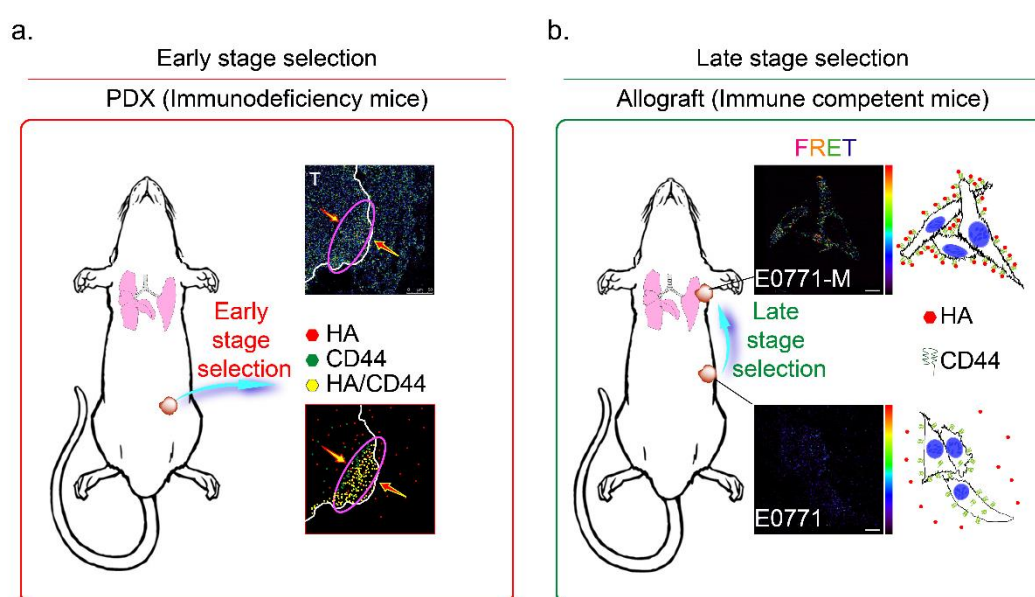 a.
Early stage selection
PDX (Immunodeficiency mice)
T
Early
stage
selection
HA
CD44
HA/CD44
b.
Late stage selection
Allograft (Immune competent mice)
FRET
E0771-M
Late
stage
selection
HA
CD44
E0771